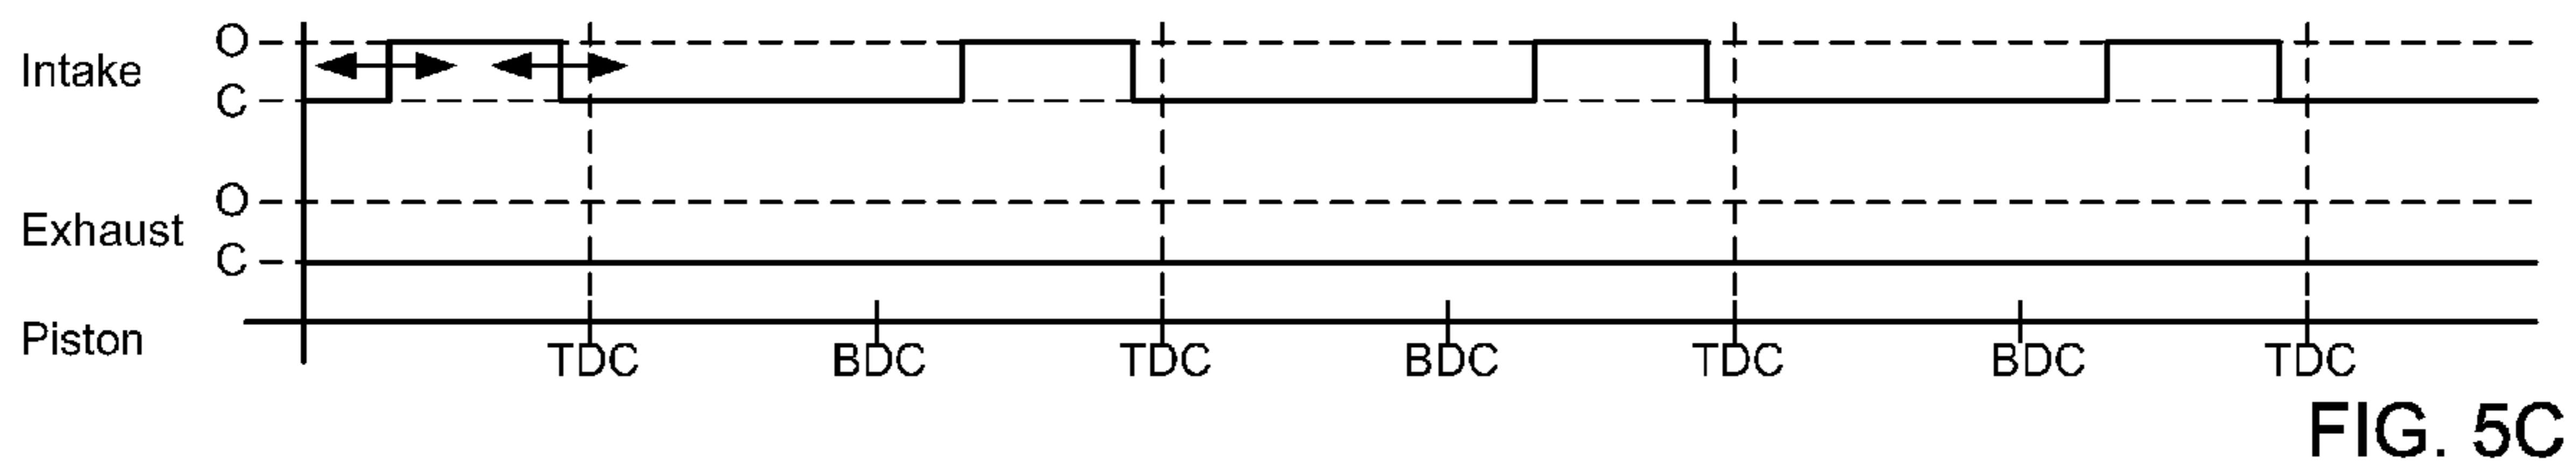 O
Intake
C
O
Exhaust
C
Piston
TDC BDC TDC BDC TDC BDC TDC
FIG. 5C